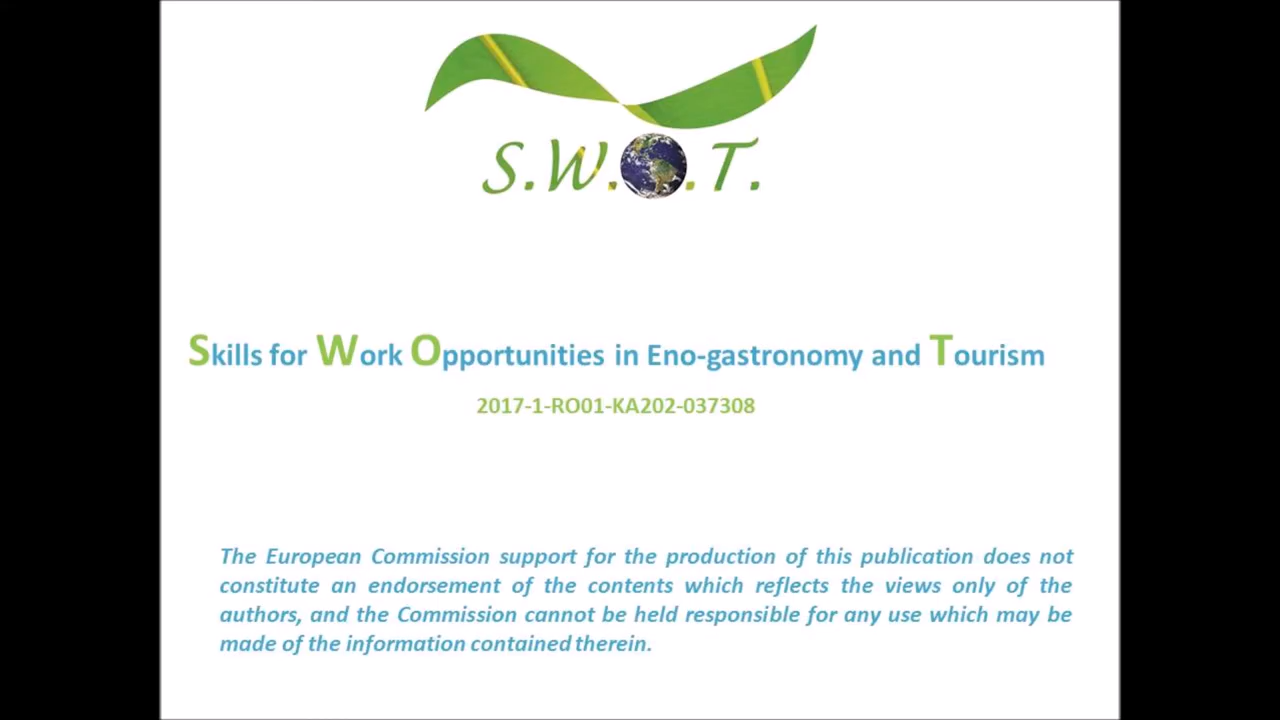 S.W.O.T.
Skills for Work Opportunities in Eno-gastronomy and Tourism
2017-1-RO01-KA202-037308
The European Commission support for the production of this publication does not
constitute an endorsement of the contents which reflects the views only of the
authors, and the Commission cannot be held responsible for any use which may be
made of the information contained therein.